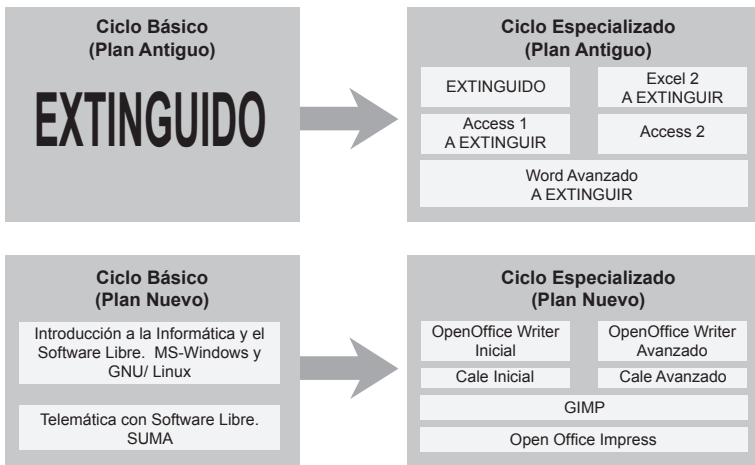 Ciclo Básico
(Plan Antiguo)
EXTINGUIDO
Ciclo Especializado
(Plan Antiguo)
EXTINGUIDO
Excel 2
A EXTINGUIR
Access 1
A EXTINGUIR
Access 2
Word Avanzado
A EXTINGUIR
Ciclo Básico
(Plan Nuevo)
Introducción a la Informática y el
Software Libre. MS-Windows y
GNU/ Linux
Telemática con Software Libre.
SUMA
Ciclo Especializado
(Plan Nuevo)
OpenOffice Writer
Inicial
OpenOffice Writer
Avanzado
Cale Inicial
Cale Avanzado
GIMP
Open Office Impress